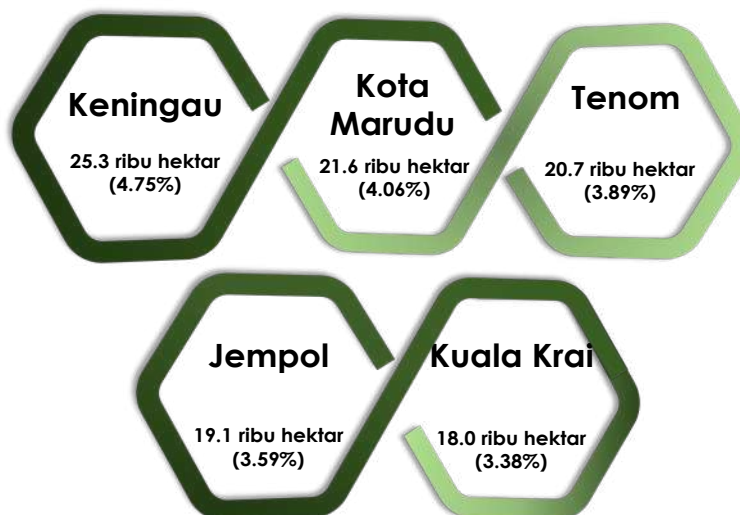 Keningau
25.3 ribu hektar
(4.75%)
Kota
Marudu
21.6 ribu hektar
(4.06%)
Tenom
20.7 ribu hektar
(3.89%)
Jempol
19.1 ribu hektar
(3.59%)
Kuala Krai
18.0 ribu hektar
(3.38%)